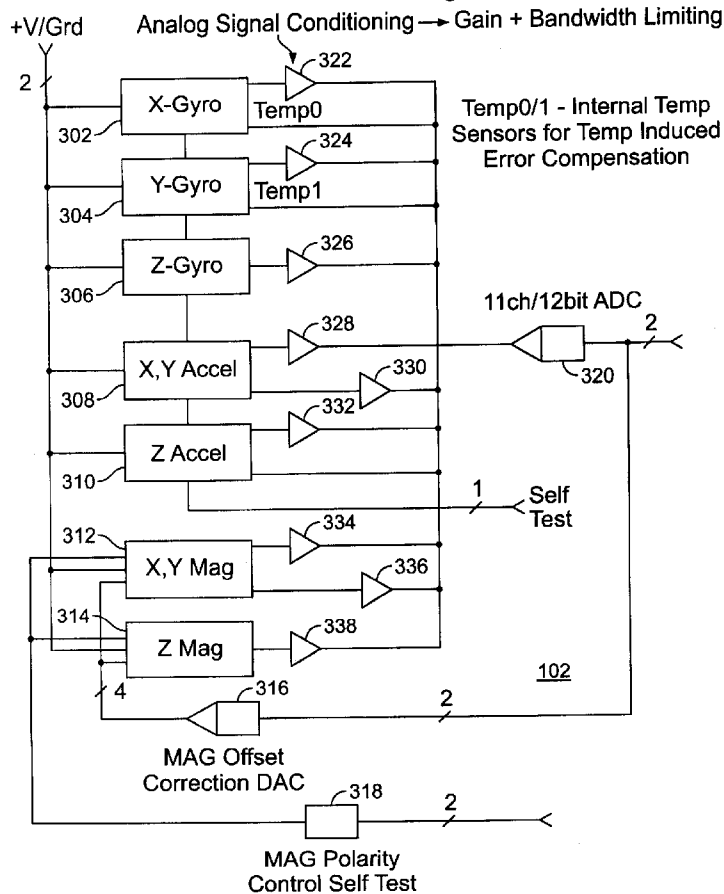 +V/Grd
Analog Signal Conditioning → Gain + Bandwidth Limiting
2
322
X-Gyro
Temp0
302
Temp0/1 - Internal Temp
Sensors for Temp Induced
Error Compensation
324
Y-Gyro
Temp1
304
326
Z-Gyro
306
11ch/12bit ADC
328
2
X,Y Accel
320
308
330
332
Z Accel
310
1
Self
Test
312
334
X,Y Mag
336
314
338
Z Mag
102
4
316
2
MAG Offset
Correction DAC
318
2
MAG Polarity
Control Self Test